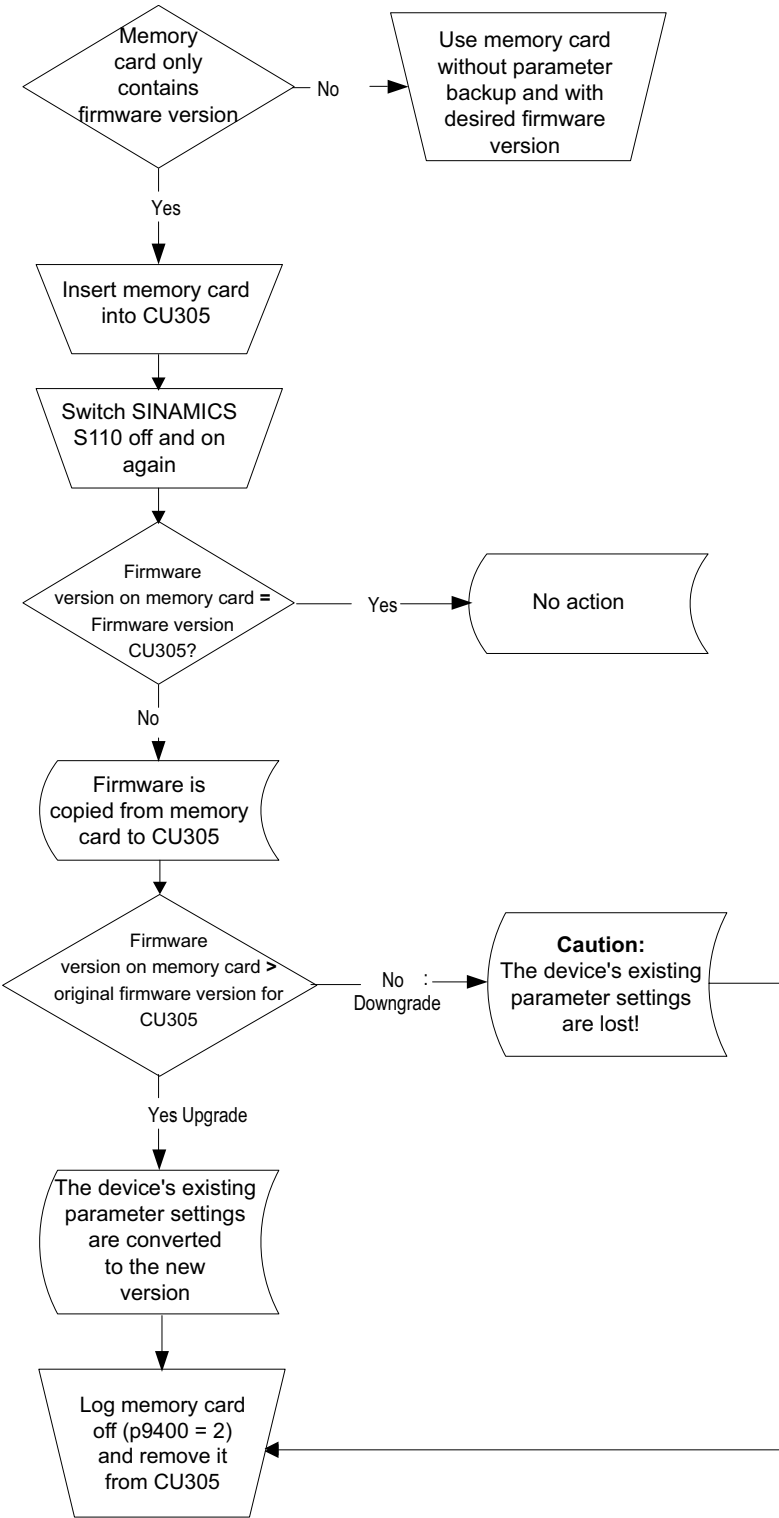 Memory
card only
contains
firmware version
No
Use memory card
without parameter
backup and with
desired firmware
version
Yes
Insert memory card
into CU305
Switch SINAMICS
S110 off and on
again
Firmware
version on memory card =
Firmware version
CU305?
Yes
No action
No
Firmware is
copied from memory
card to CU305
Firmware
version on memory card >
original firmware version for
CU305
No :
Downgrade
Caution:
The device's existing
parameter settings
are lost!
Yes Upgrade
The device's existing
parameter settings
are converted
to the new
version
Log memory card
off (p9400 = 2)
and remove it
from CU305